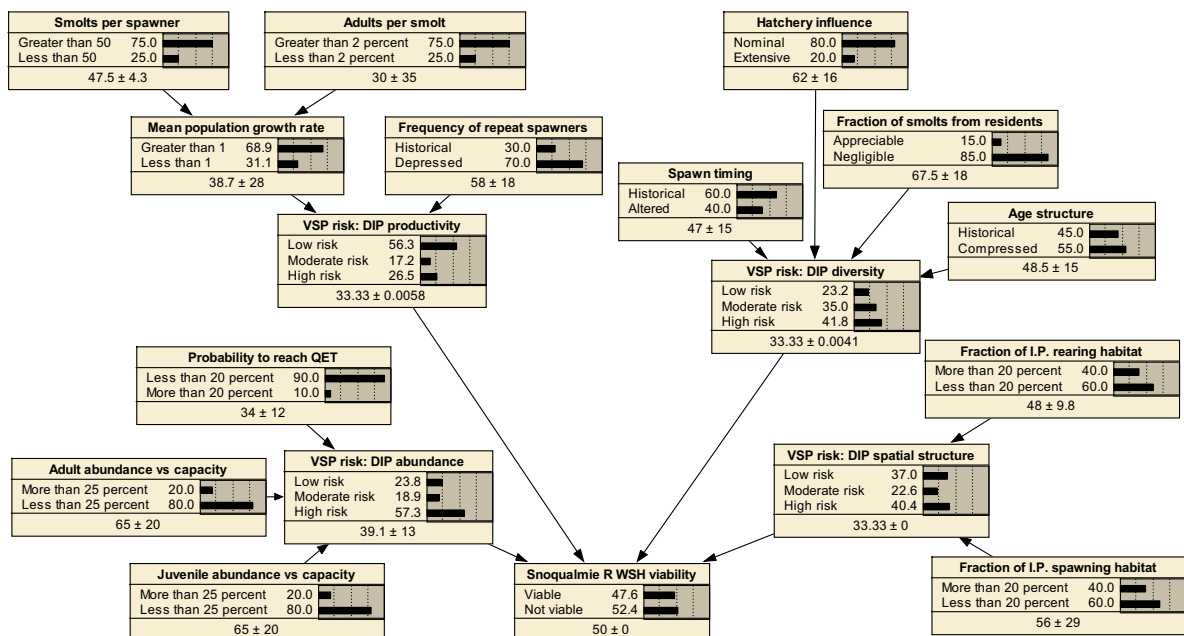 Smolts per spawner
Greater than 50 75.0
Less than 50 25.0
47.5 ± 4.3
Adults per smolt
Greater than 2 percent 75.0
Less than 2 percent 25.0
30 ± 35
Hatchery influence
Nominal 80.0
Extensive 20.0
62 ± 16
Mean population growth rate
Greater than 1 68.9
Less than 1 31.1
38.7 ± 28
Frequency of repeat spawners
Historical 30.0
Depressed 70.0
58 ± 18
Fraction of smolts from residents
Appreciable 15.0
Negligible 85.0
67.5 ± 18
Spawn timing
Historical 60.0
Altered 40.0
47 ± 15
Age structure
Historical 45.0
Compressed 55.0
48.5 ± 15
VSP risk: DIP productivity
Low risk 56.3
Moderate risk 17.2
High risk 26.5
33.33 ± 0.0058
VSP risk: DIP diversity
Low risk 23.2
Moderate risk 35.0
High risk 41.8
33.33 ± 0.0041
Probability to reach QET
Less than 20 percent 90.0
More than 20 percent 10.0
34 ± 12
Fraction of I.P. rearing habitat
More than 20 percent 40.0
Less than 20 percent 60.0
48 ± 9.8
Adult abundance vs capacity
More than 25 percent 20.0
Less than 25 percent 80.0
65 ± 20
VSP risk: DIP abundance
Low risk 23.8
Moderate risk 18.9
High risk 57.3
39.1 ± 13
VSP risk: DIP spatial structure
Low risk 37.0
Moderate risk 22.6
High risk 40.4
33.33 ± 0
Juvenile abundance vs capacity
More than 25 percent 20.0
Less than 25 percent 80.0
65 ± 20
Snoqualmie R WSH viability
Viable 47.6
Not viable 52.4
50 ± 0
Fraction of I.P. spawning habitat
More than 20 percent 40.0
Less than 20 percent 60.0
56 ± 29